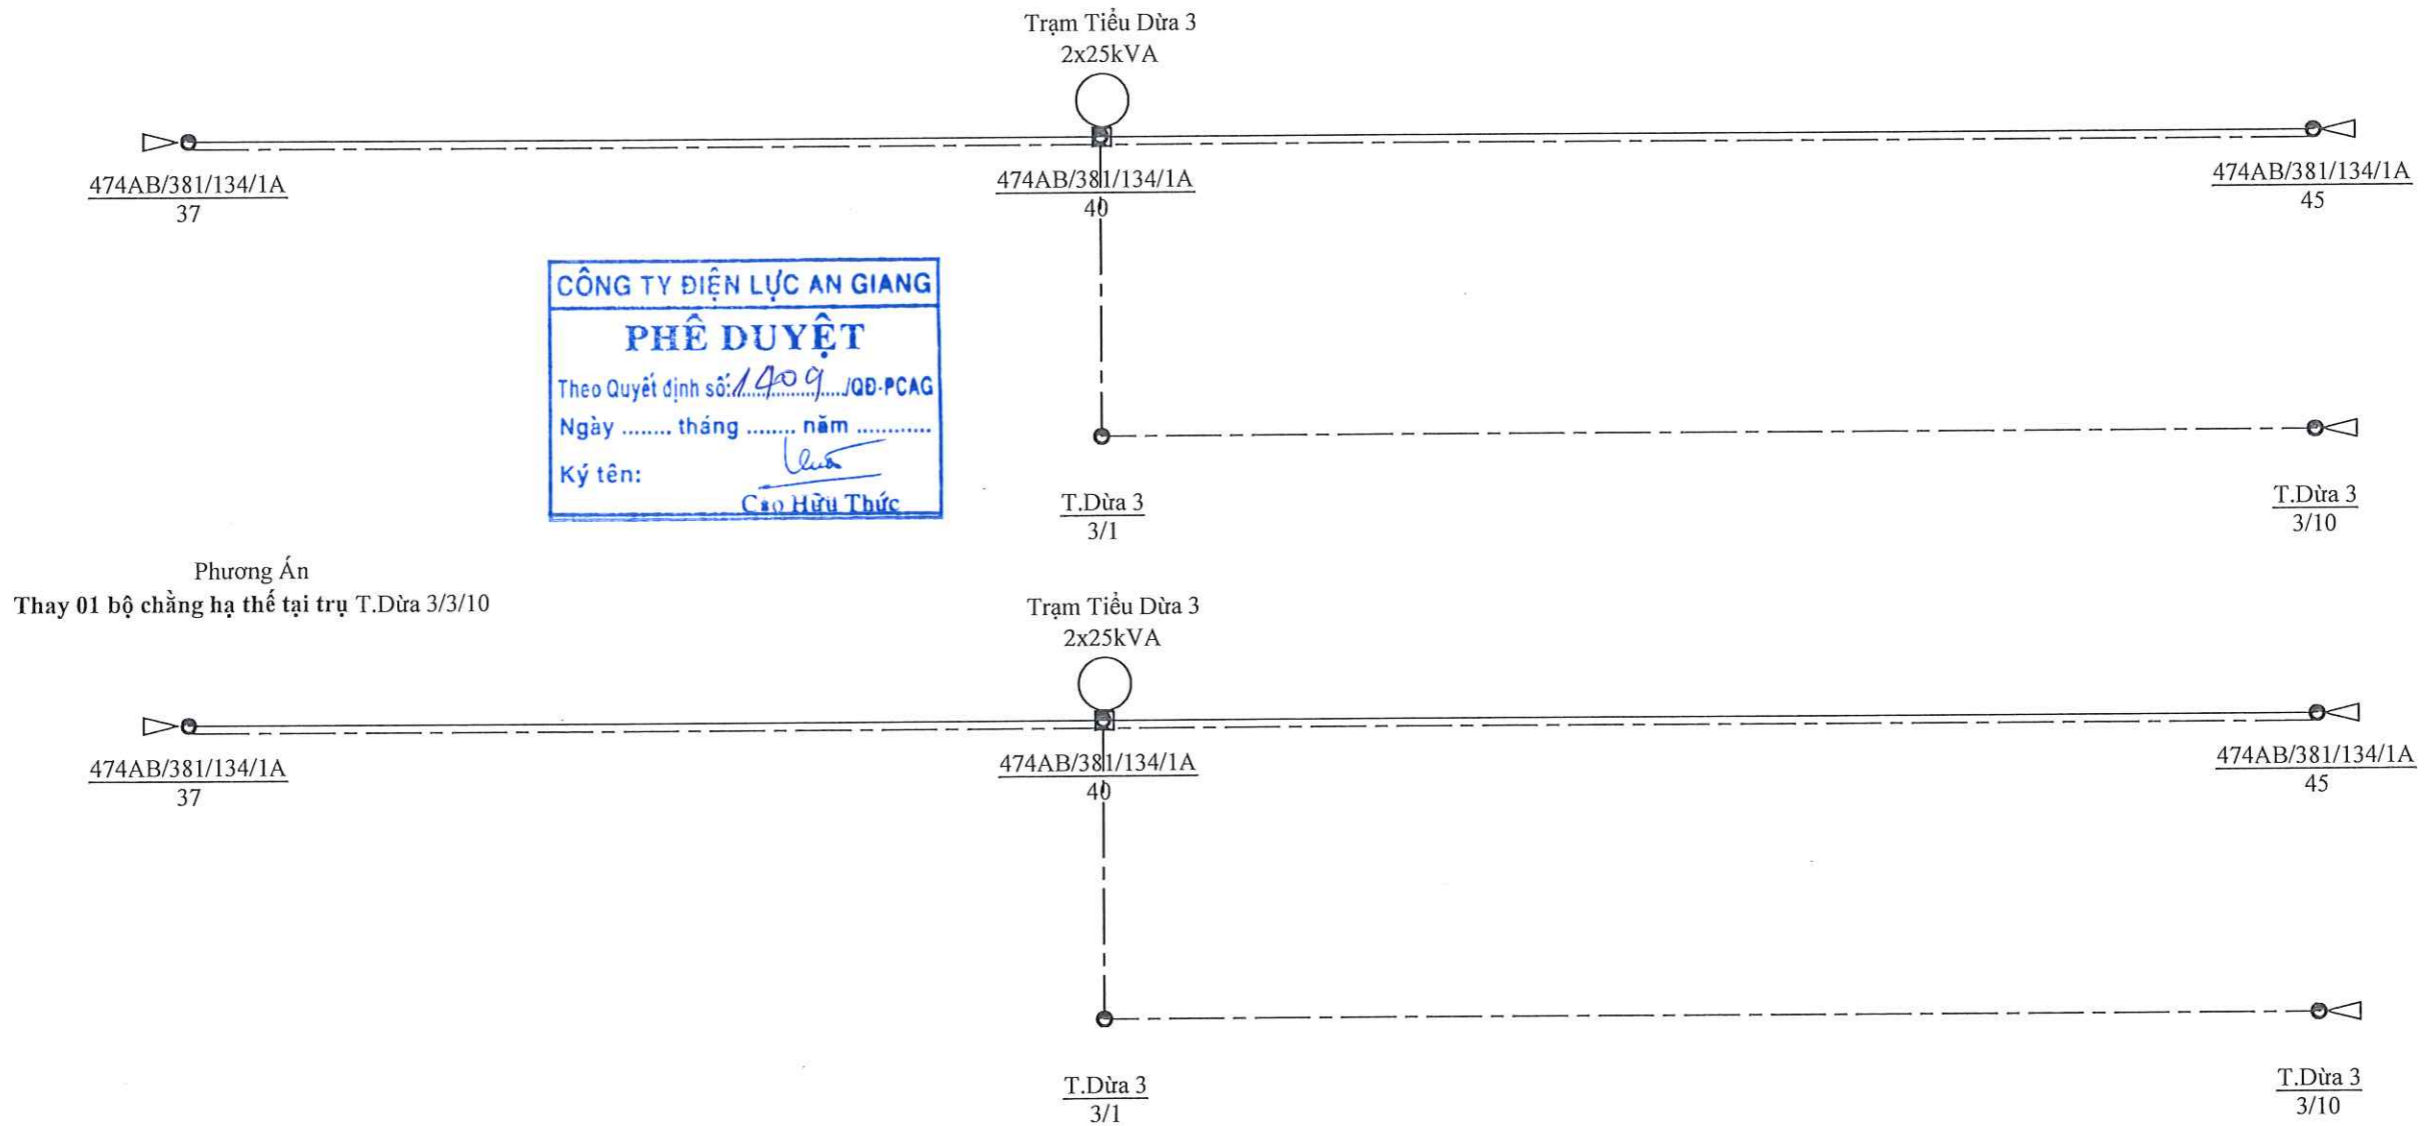 Trạm Tiểu Dừa 3
2x25kVA
474AB/381/134/1A
37
474AB/381/134/1A
40
474AB/381/134/1A
45
CÔNG TY ĐIỆN LỰC AN GIANG
PHÊ DUYỆT
Theo Quyết định số:1409/QĐ-PCAG
Ngày ........ tháng ........ năm ............
Ký tên:
Cao Hữu Thức
T.Dừa 3
3/1
T.Dừa 3
3/10
Phương Án
Thay 01 bộ chằng hạ thế tại trụ T.Dừa 3/3/10
Trạm Tiểu Dừa 3
2x25kVA
474AB/381/134/1A
37
474AB/381/134/1A
40
474AB/381/134/1A
45
T.Dừa 3
3/1
T.Dừa 3
3/10